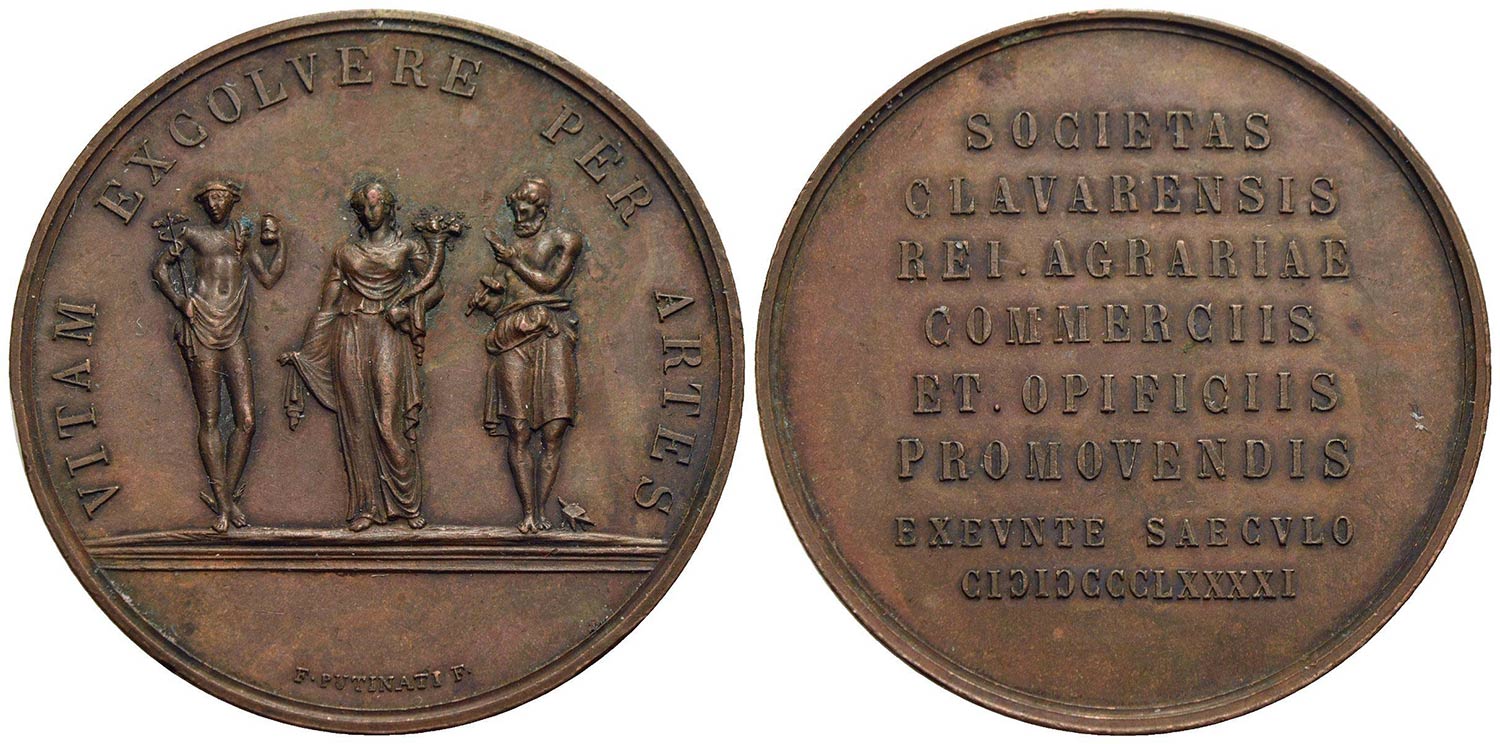 VITAM EXCOLVERE PER ARTES
F·PUTINATI F.
SOCIETAS
CLAVARENSIS
REI . AGRARIAE
COMMERCIIS
ET . OPIFICIIS
PROMOVENDIS
EXEVNTE SAECVLO
CIƆIƆCCCLXXXXI